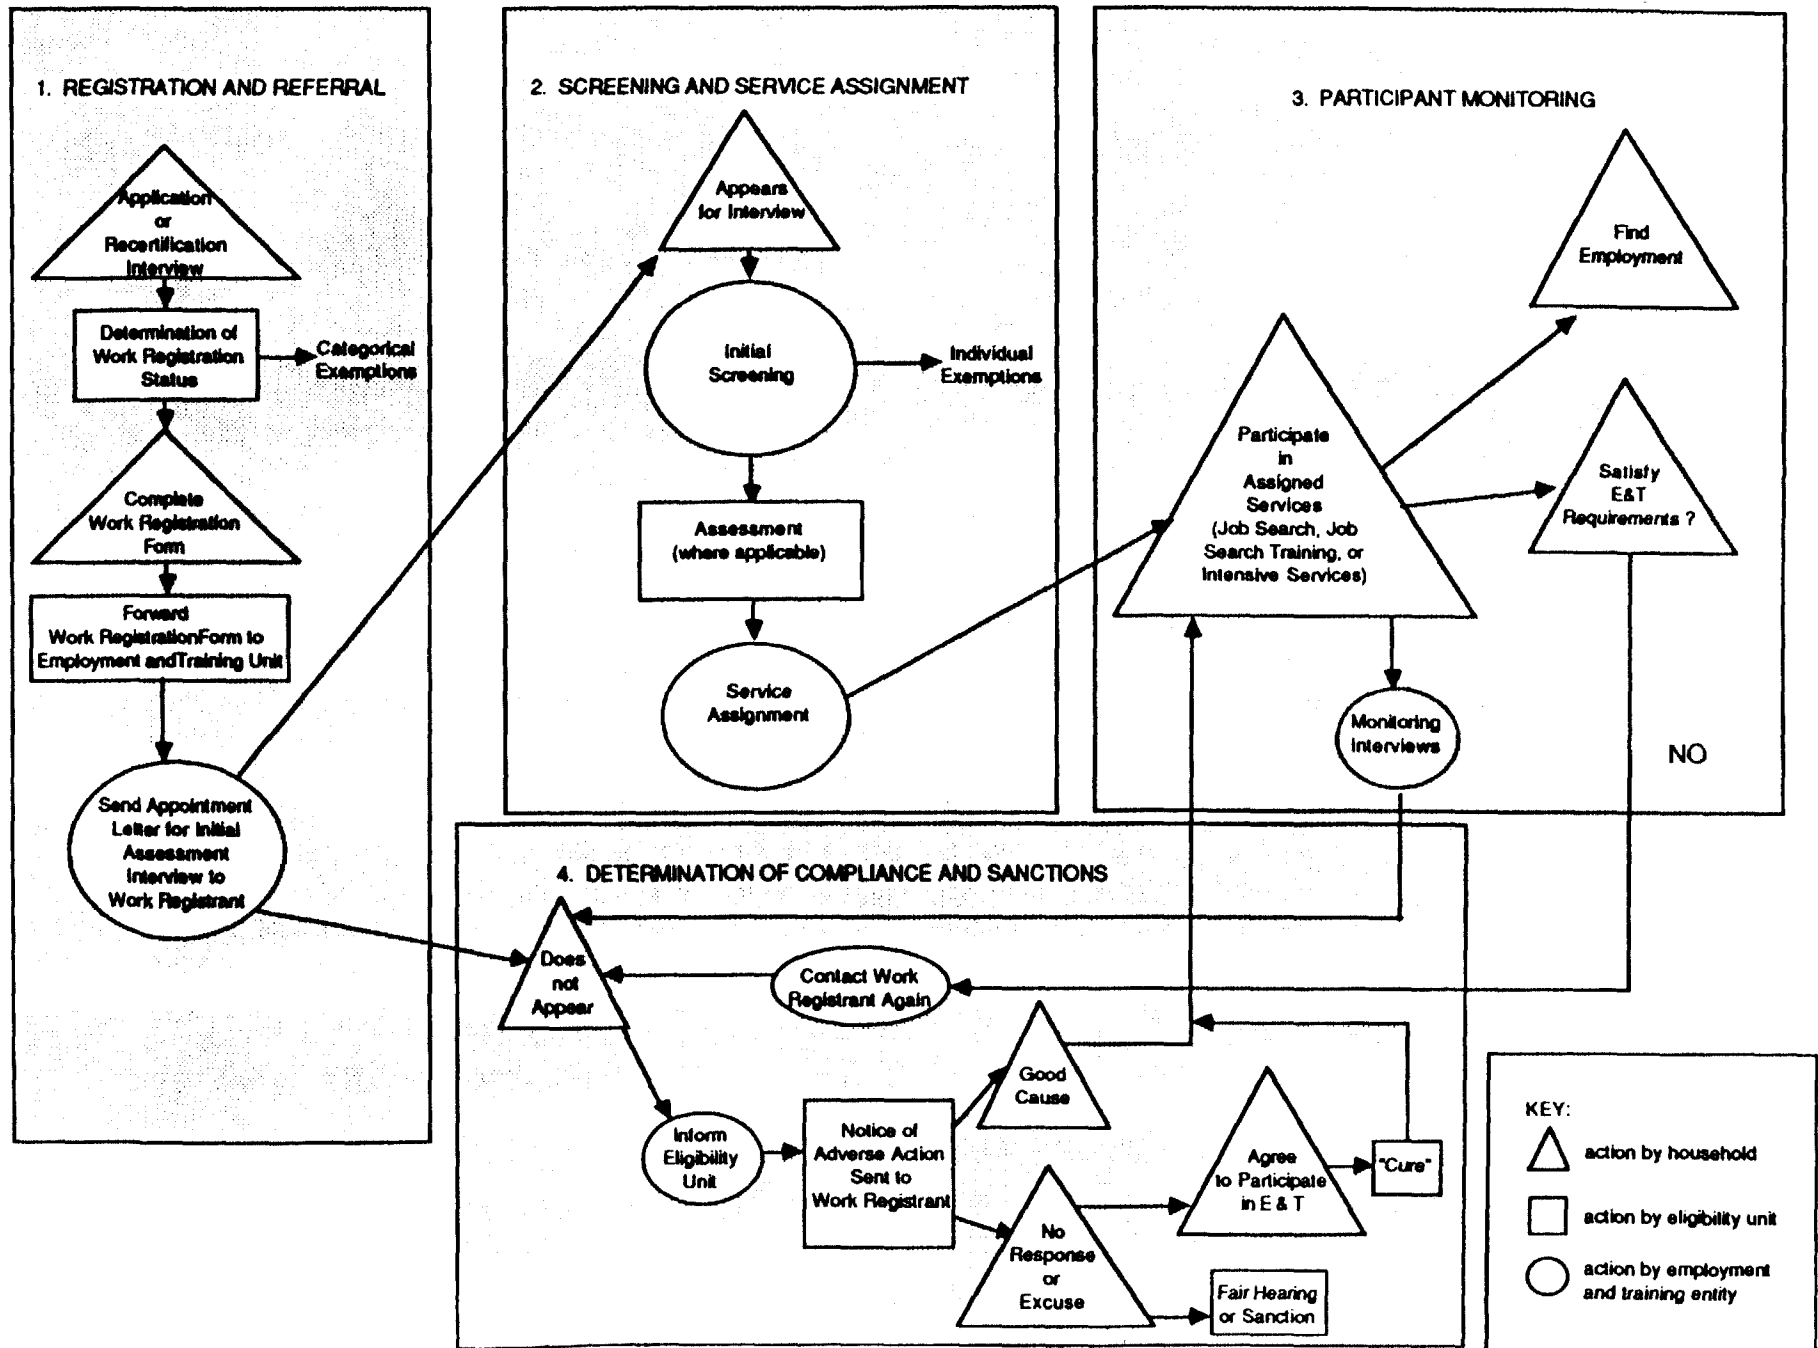 1. REGISTRATION AND REFERRAL
Application
or
Recertification
Interview
Determination of
Work Registration
Status
Categorical
Exemptions
Complete
Work Registration
Form
Forward
Work RegistrationForm to
Employment andTraining Unit
Send Appointment
Letter for Initial
Assessment
Interview to
Work Registrant
2. SCREENING AND SERVICE ASSIGNMENT
Appears
for Interview
Initial
Screening
Individual
Exemptions
Assessment
(where applicable)
Service
Assignment
3. PARTICIPANT MONITORING
Find
Employment
Participate
in
Assigned
Services
(Job Search, Job
Search Training, or
Intensive Services)
Satisfy
E&T
Requirements ?
Monitoring
Interviews
NO
4. DETERMINATION OF COMPLIANCE AND SANCTIONS
Does
not
Appear
Contact Work
Registrant Again
Good
Cause
Inform
Eligibility
Unit
Notice of
Adverse Action
Sent to
Work Registrant
Agree
to Participate
in E & T
"Cure"
No
Response
or
Excuse
Fair Hearing
or Sanction
KEY:
action by household
action by eligibility unit
action by employment
and training entity